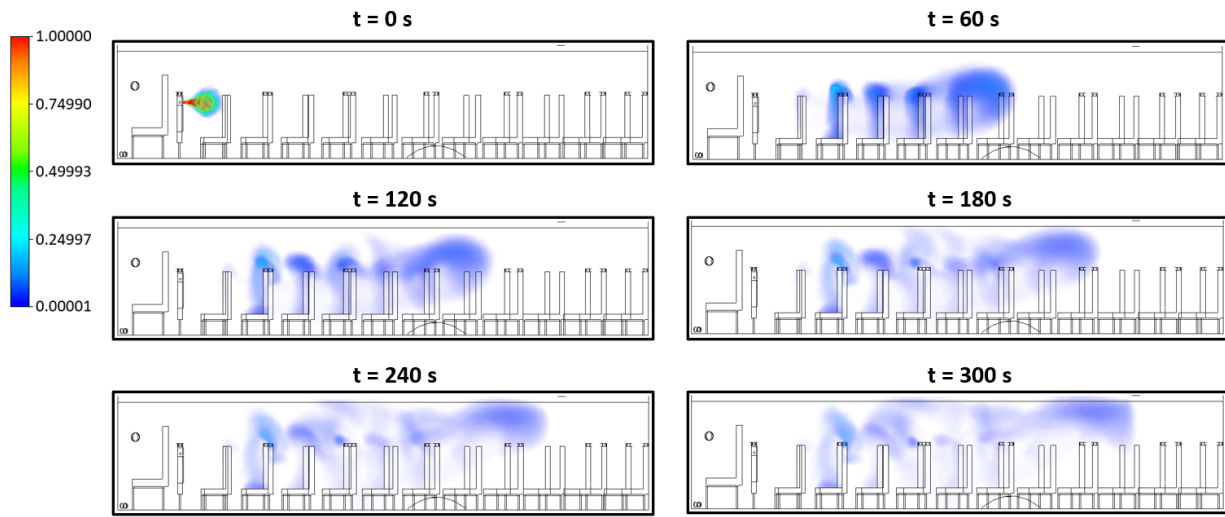 t = 0 s
t = 60 s
1.00000
0.74990
0.49993
0.24997
0.00001
t = 120 s
t = 180 s
t = 240 s
t = 300 s